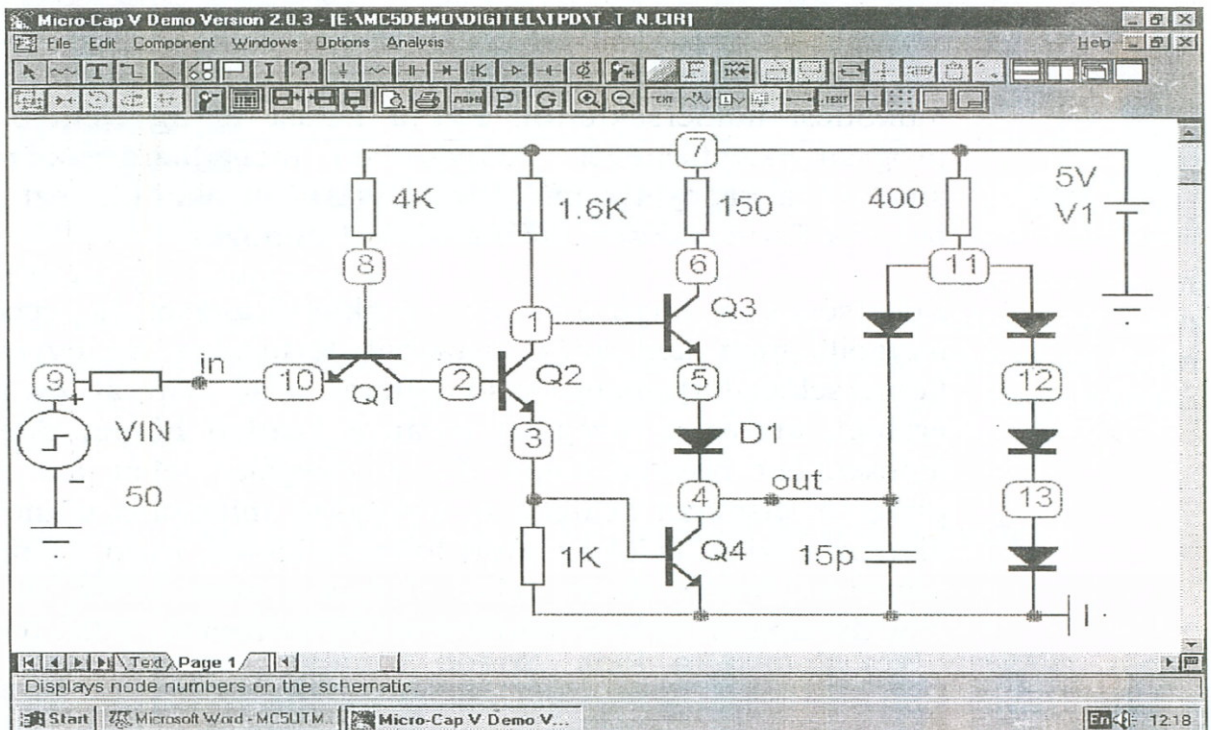 Micro-Cap V Demo Version 2.0.3 - [E:\MC5DEMO\DIGITEL\TPD\T_T_N.CIR]
File Edit Component Windows Options Analysis Help
7
4K
1.6K
150
400
5V
V1
8
6
11
1
Q3
in
9
10
2
Q2
5
12
Q1
VIN
3
D1
50
4
out
13
1K
Q4
15p
Text Page 1
Displays node numbers on the schematic.
Start Microsoft Word - MC5UTM... Micro-Cap V Demo V... En 12:18